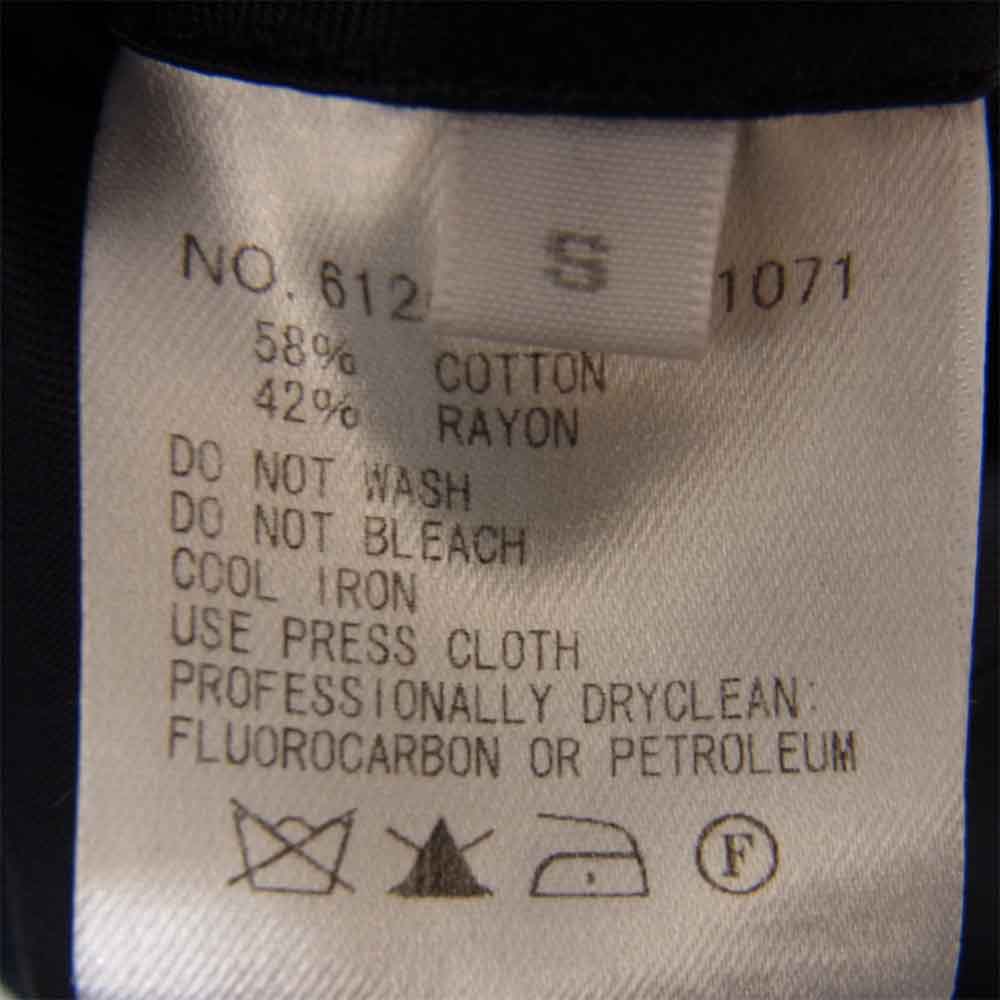 S
NO. 612 1071
58% COTTON
42% RAYON
DO NOT WASH
DO NOT BLEACH
COOL IRON
USE PRESS CLOTH
PROFESSIONALLY DRYCLEAN:
FLUOROCARBON OR PETROLEUM
F